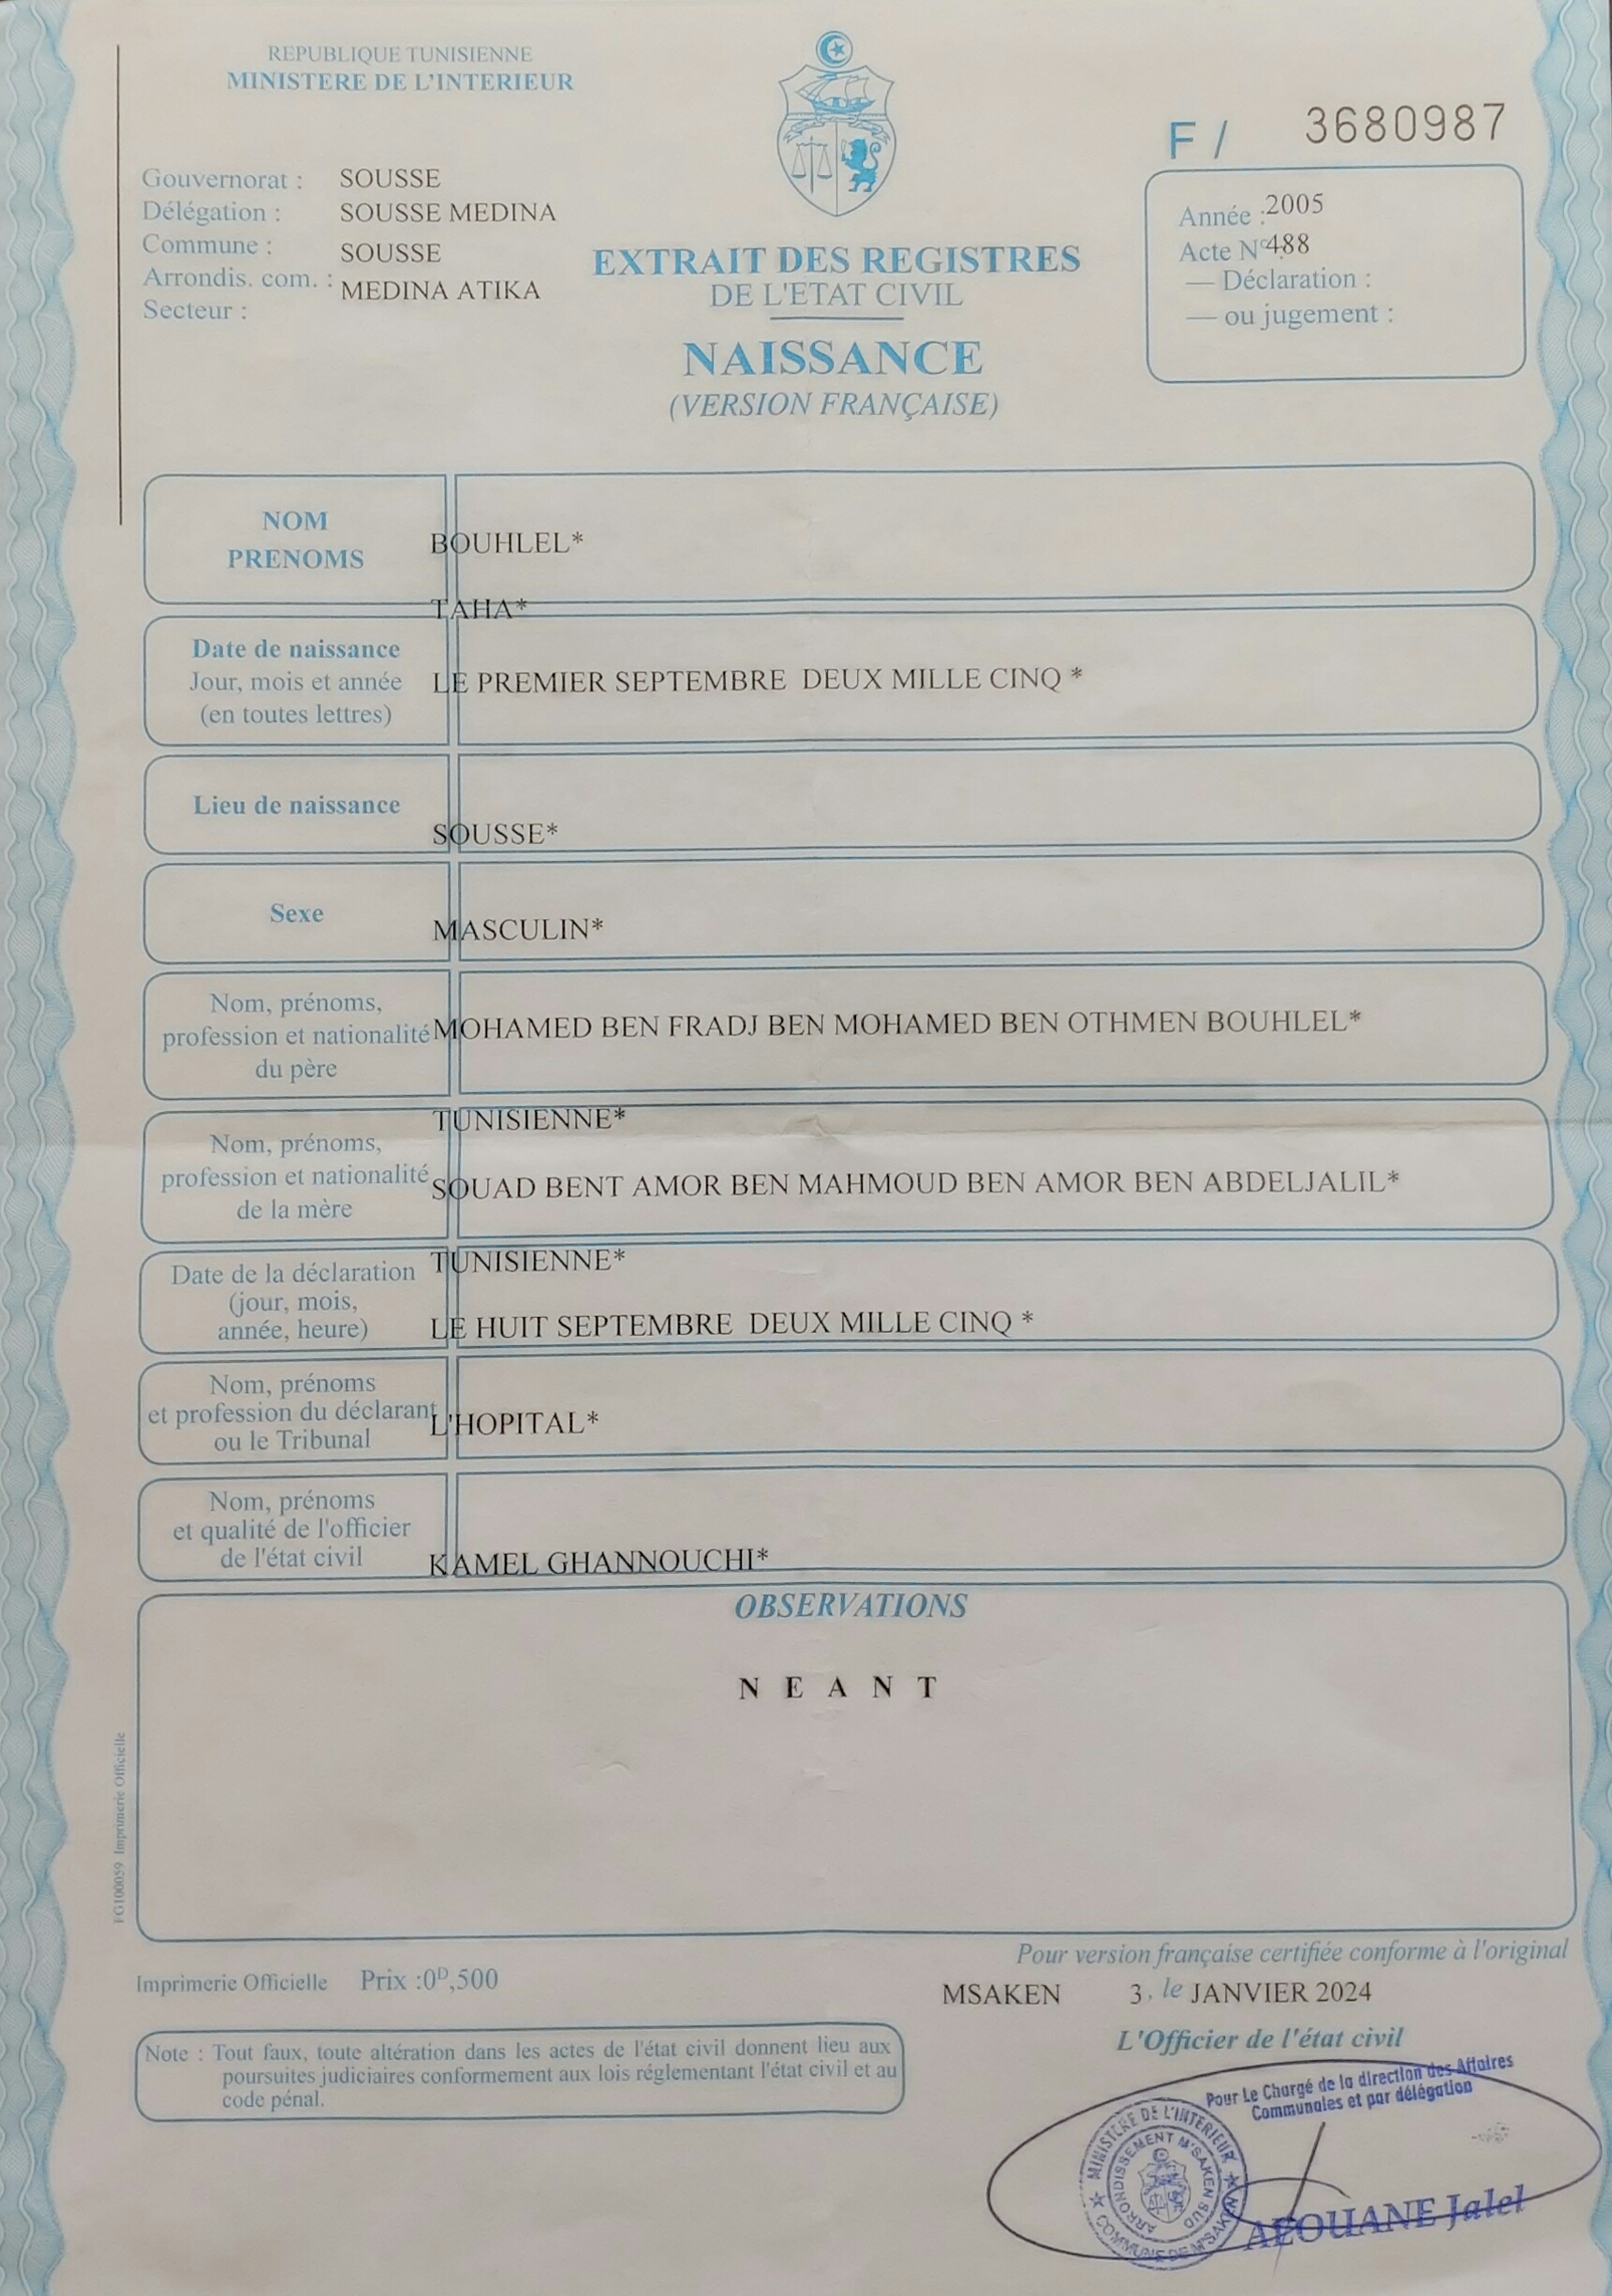 REPUBLIQUE TUNISIENNE
MINISTERE DE L'INTERIEUR
F / 3680987
Gouvernorat : SOUSSE
Délégation : SOUSSE MEDINA
Commune : SOUSSE
Arrondis. com. : MEDINA ATIKA
Secteur :
EXTRAIT DES REGISTRES
DE L'ETAT CIVIL
NAISSANCE
(VERSION FRANÇAISE)
Année : 2005
Acte N° 488
— Déclaration :
— ou jugement :
NOM
PRENOMS
BOUHLEL*
TAHA*
Date de naissance
Jour, mois et année
(en toutes lettres)
LE PREMIER SEPTEMBRE DEUX MILLE CINQ *
Lieu de naissance
SOUSSE*
Sexe
MASCULIN*
Nom, prénoms,
profession et nationalité
du père
MOHAMED BEN FRADJ BEN MOHAMED BEN OTHMEN BOUHLEL*
TUNISIENNE*
Nom, prénoms,
profession et nationalité
de la mère
SOUAD BENT AMOR BEN MAHMOUD BEN AMOR BEN ABDELJALIL*
TUNISIENNE*
Date de la déclaration
(jour, mois,
année, heure)
LE HUIT SEPTEMBRE DEUX MILLE CINQ *
Nom, prénoms
et profession du déclarant
ou le Tribunal
L'HOPITAL*
Nom, prénoms
et qualité de l'officier
de l'état civil
KAMEL GHANNOUCHI*
OBSERVATIONS
N E A N T
FG100059 Imprimerie Officielle
Pour version française certifiée conforme à l'original
Imprimerie Officielle Prix :0ᴰ,500
MSAKEN 3, le JANVIER 2024
L'Officier de l'état civil
Note : Tout faux, toute altération dans les actes de l'état civil donnent lieu aux
poursuites judiciaires conformement aux lois réglementant l'état civil et au
code pénal.
Pour Le Chargé de la direction des Affaires
Communales et par délégation
MINISTERE DE L'INTERIEUR
COMMUNE DE M'SAKEN
ARRONDISSEMENT M'SAKEN SUD
Jalel